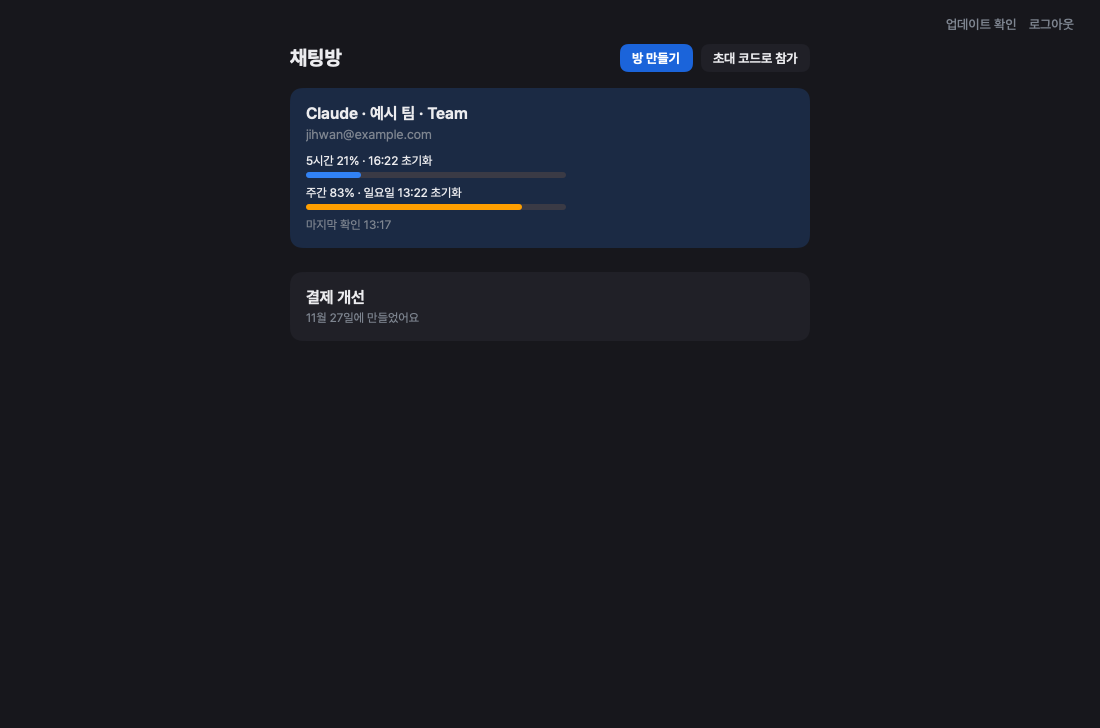 업데이트 확인 로그아웃
채팅방 방 만들기 초대 코드로 참가
Claude · 예시 팀 · Team
jihwan@example.com
5시간 21% · 16:22 초기화
주간 83% · 일요일 13:22 초기화
마지막 확인 13:17
결제 개선
11월 27일에 만들었어요